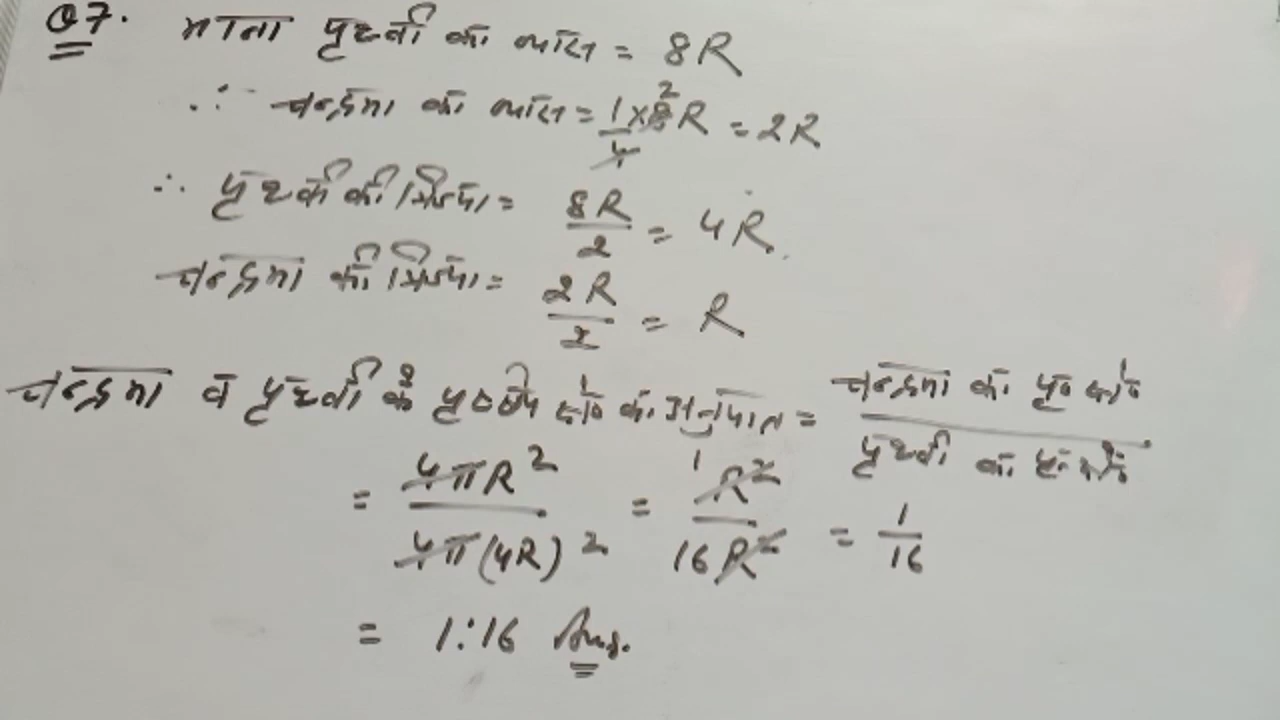 Q7. माना पृथ्वी का व्यास = 8R
∴ चन्द्रमा का व्यास = 1/4 × 8R = 2R
∴ पृथ्वी की त्रिज्या = 8R/2 = 4R
चन्द्रमा की त्रिज्या = 2R/2 = R
चन्द्रमा व पृथ्वी के पृष्ठीय क्षे० का अनुपात = चन्द्रमा का पृ० क्षे० / पृथ्वी का पृ० क्षे०
= 4πR² / 4π(4R)² = R² / 16R² = 1/16
= 1:16 Ans.